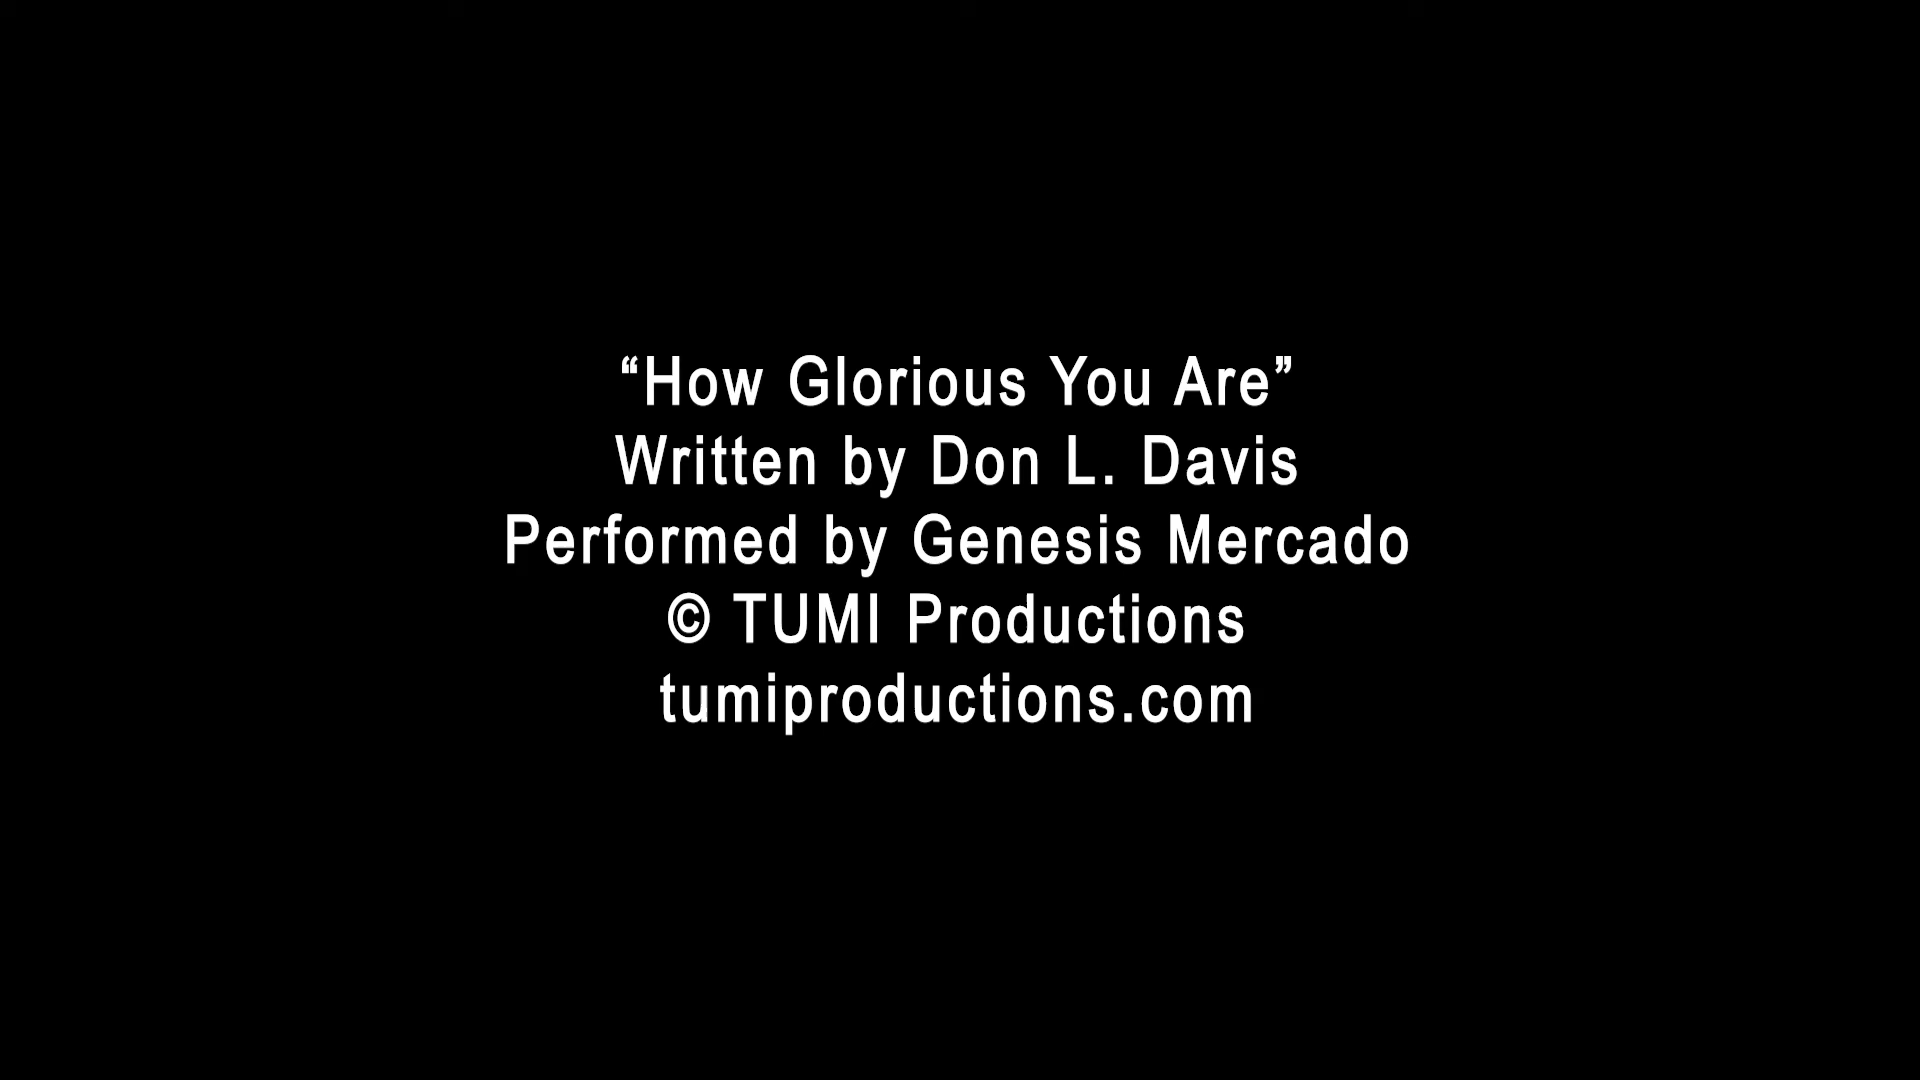 “How Glorious You Are”
Written by Don L. Davis
Performed by Genesis Mercado
© TUMI Productions
tumiproductions.com